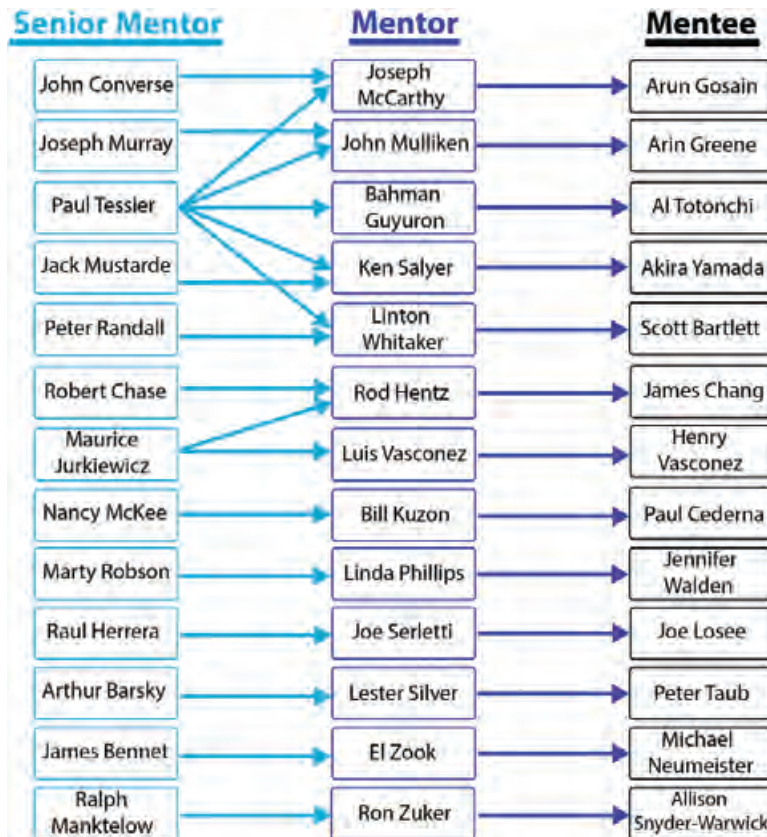 Senior Mentor
Mentor
Mentee
John Converse
Joseph
McCarthy
Arun Gosain
Joseph Murray
John Mulliken
Arin Greene
Paul Tessler
Bahman
Guyuron
Al Totonchi
Jack Mustarde
Ken Salyer
Akira Yamada
Peter Randall
Linton
Whitaker
Scott Bartlett
Robert Chase
Rod Hentz
James Chang
Maurice
Jurkiewicz
Luis Vasconez
Henry
Vasconez
Nancy McKee
Bill Kuzon
Paul Cederna
Marty Robson
Linda Phillips
Jennifer
Walden
Raul Herrera
Joe Serletti
Joe Losee
Arthur Barsky
Lester Silver
Peter Taub
James Bennet
El Zook
Michael
Neumeister
Ralph
Manktelow
Ron Zuker
Allison
Snyder-Warwick